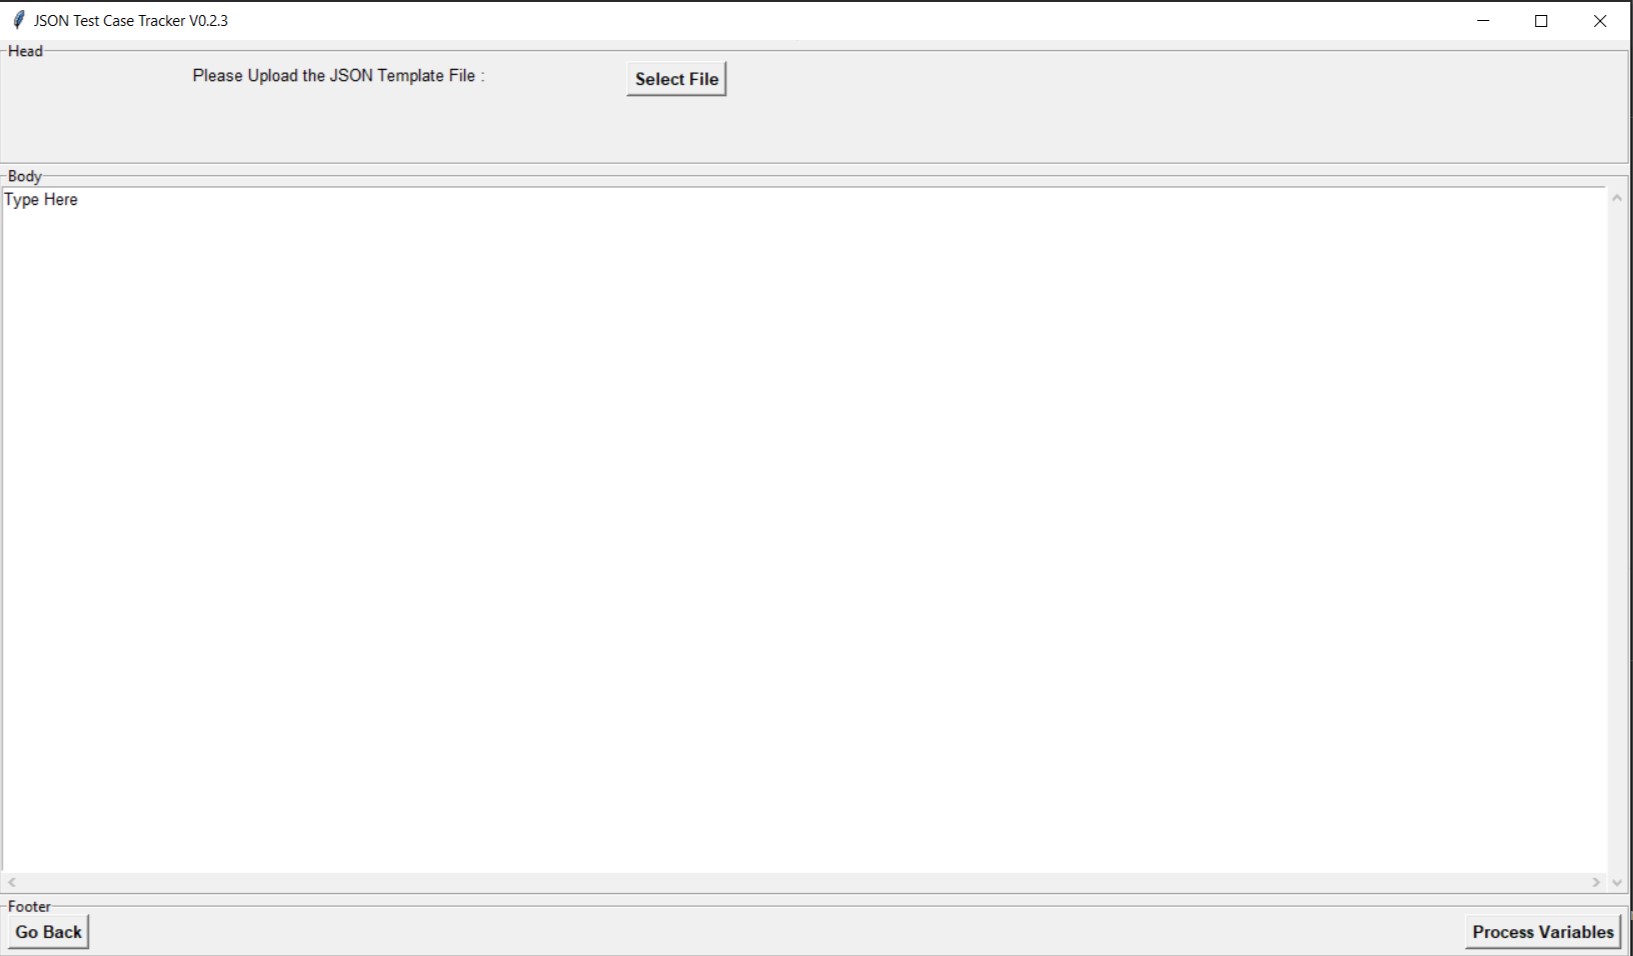 JSON Test Case Tracker V0.2.3
Head
Please Upload the JSON Template File :
Select File
Body
Type Here
Footer
Go Back
Process Variables